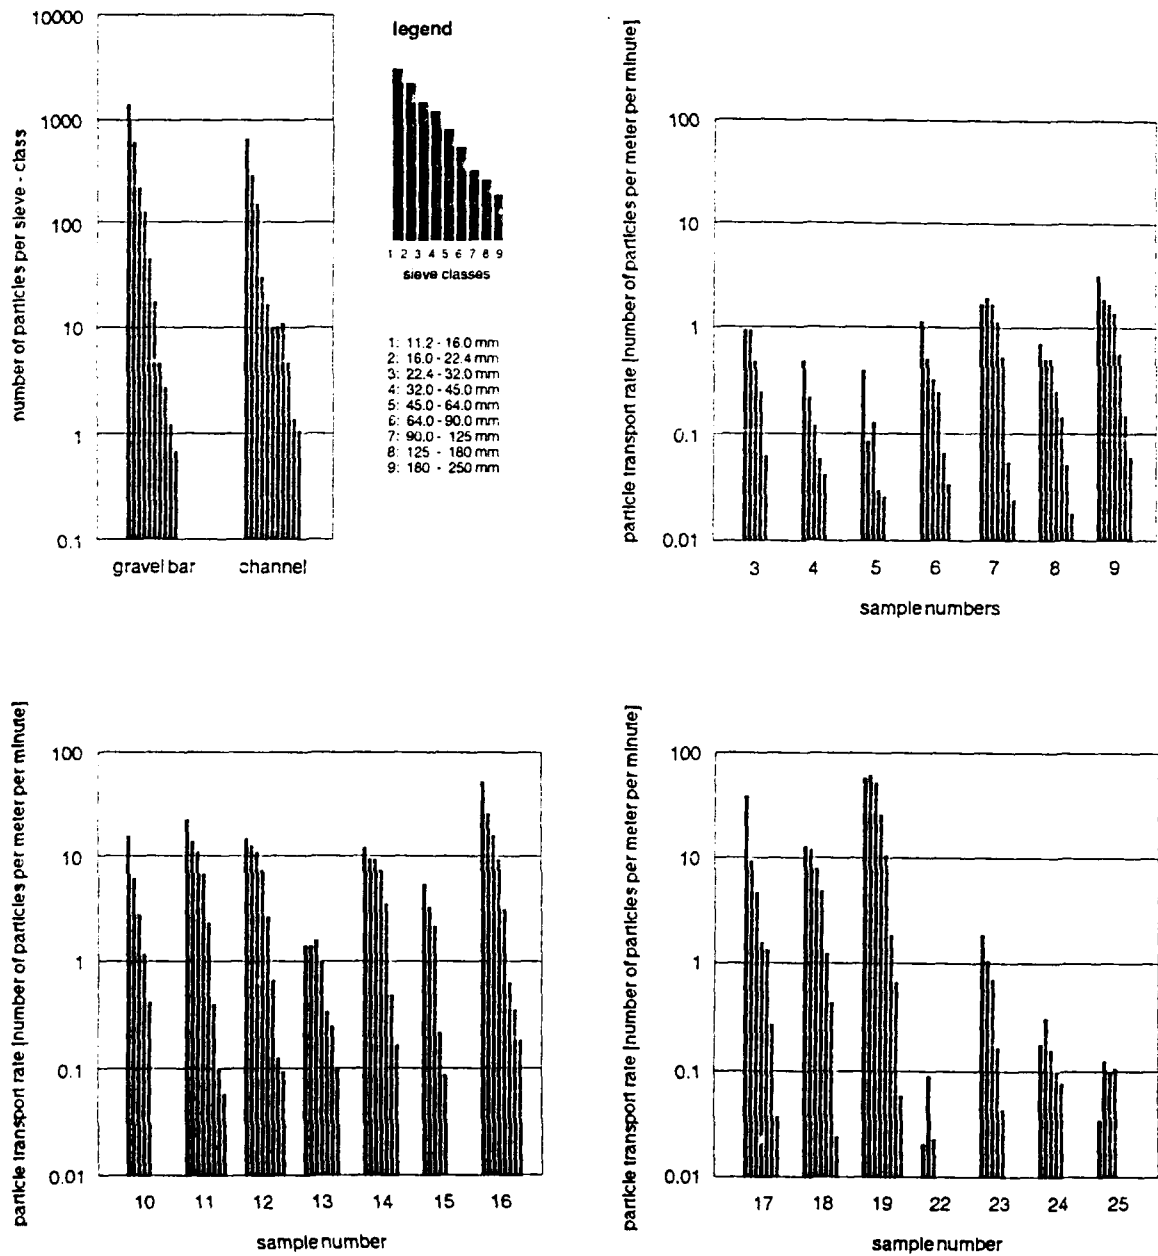 number of particles per sieve - class
10000
1000
100
10
1
0.1
gravel bar channel
legend
1 2 3 4 5 6 7 8 9
sieve classes
1: 11.2 - 16.0 mm
2: 16.0 - 22.4 mm
3: 22.4 - 32.0 mm
4: 32.0 - 45.0 mm
5: 45.0 - 64.0 mm
6: 64.0 - 90.0 mm
7: 90.0 - 125 mm
8: 125 - 180 mm
9: 180 - 250 mm
particle transport rate [number of particles per meter per minute]
100
10
1
0.1
0.01
3 4 5 6 7 8 9
sample numbers
particle transport rate [number of particles per meter per minute]
100
10
1
0.1
0.01
10 11 12 13 14 15 16
sample number
particle transport rate [number of particles per meter per minute]
100
10
1
0.1
0.01
17 18 19 22 23 24 25
sample number